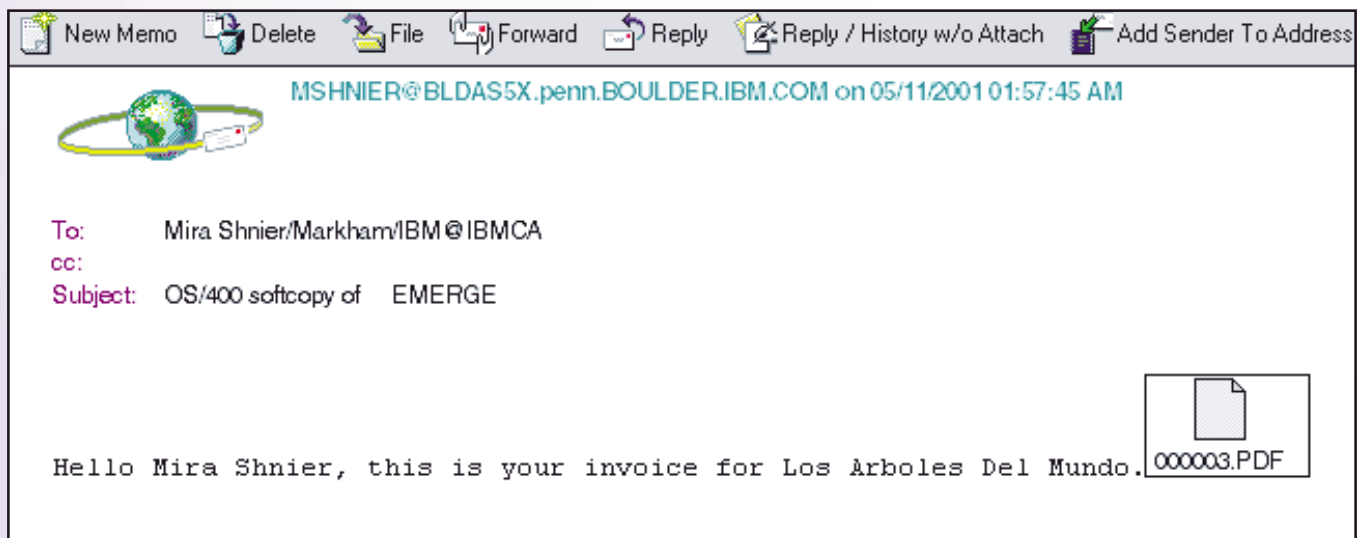 New Memo Delete File Forward Reply Reply / History w/o Attach Add Sender To Address
MSHNIER@BLDAS5X.penn.BOULDER.IBM.COM on 05/11/2001 01:57:45 AM
To: Mira Shnier/Markham/IBM@IBMCA
cc:
Subject: OS/400 softcopy of EMERGE
Hello Mira Shnier, this is your invoice for Los Arboles Del Mundo. 000003.PDF